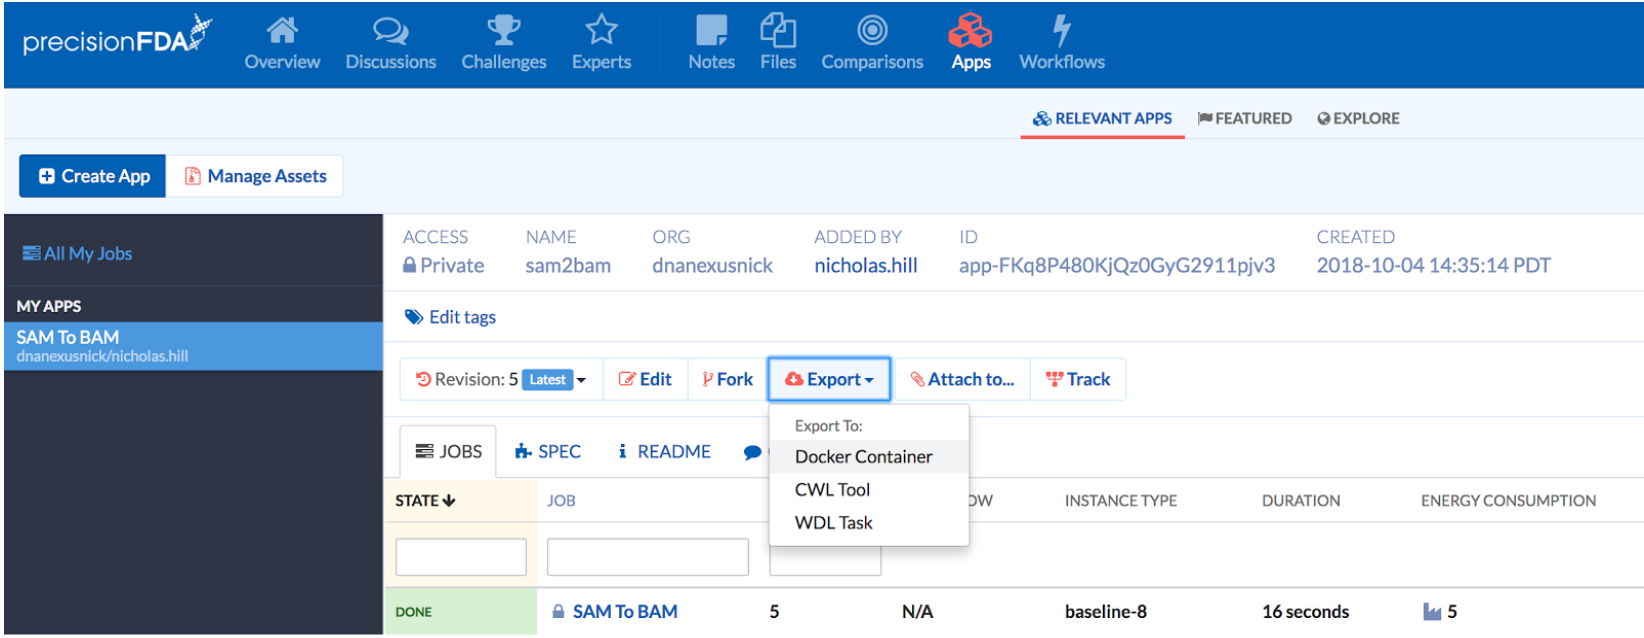 precisionFDA
Overview Discussions Challenges Experts Notes Files Comparisons Apps Workflows
RELEVANT APPS FEATURED EXPLORE
Create App Manage Assets
All My Jobs
MY APPS
SAM To BAM
dnanexusnick/nicholas.hill
ACCESS NAME ORG ADDED BY ID CREATED
Private sam2bam dnanexusnick nicholas.hill app-FKq8P480KjQz0GyG2911pjv3 2018-10-04 14:35:14 PDT
Edit tags
Revision: 5 Latest Edit Fork Export Attach to... Track
Export To:
Docker Container
CWL Tool
WDL Task
JOBS SPEC README
STATE JOB OW INSTANCE TYPE DURATION ENERGY CONSUMPTION
DONE SAM To BAM 5 N/A baseline-8 16 seconds 5